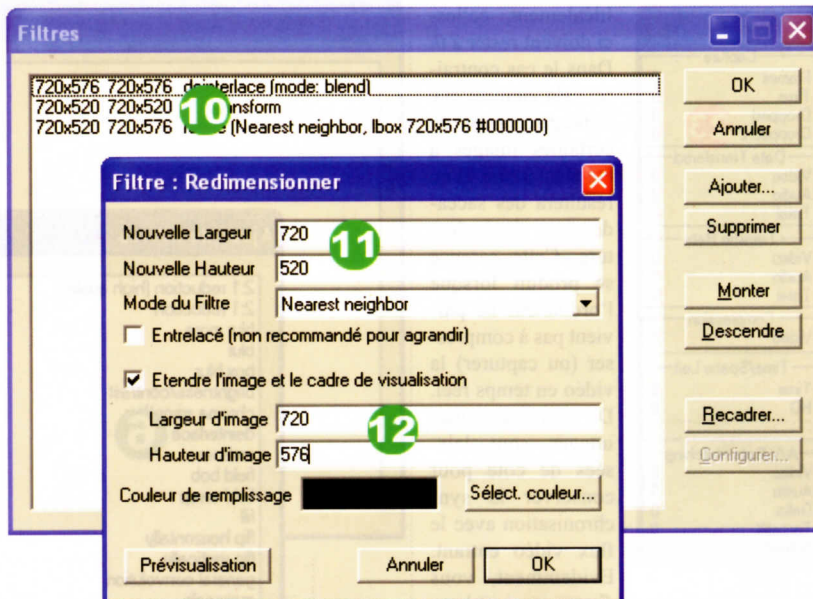 Filtres
720x576 720x576 deinterlace (mode: blend)
720x520 720x520 transform
720x520 720x576 (Nearest neighbor, lbox 720x576 #000000)
10
OK
Annuler
Ajouter...
Supprimer
Monter
Descendre
Recadrer...
Configurer...
Filtre : Redimensionner
Nouvelle Largeur 720
11
Nouvelle Hauteur 520
Mode du Filtre Nearest neighbor
Entrelacé (non recommandé pour agrandir)
Etendre l'image et le cadre de visualisation
Largeur d'image 720
12
Hauteur d'image 576
Couleur de remplissage Sélect. couleur...
Prévisualisation Annuler OK